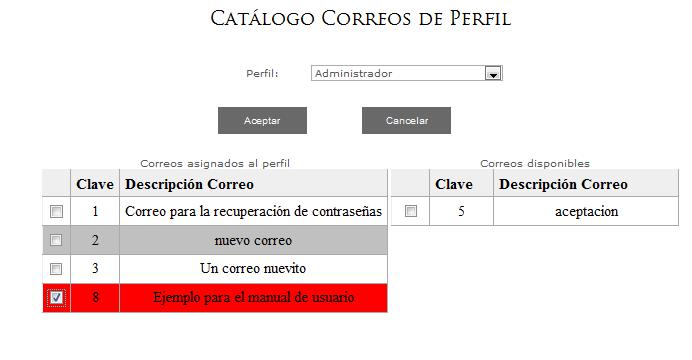 Catálogo Correos de Perfil
Perfil: Administrador
Aceptar Cancelar
Correos asignados al perfil
Clave Descripción Correo
1 Correo para la recuperación de contraseñas
2 nuevo correo
3 Un correo nuevito
8 Ejemplo para el manual de usuario
Correos disponibles
Clave Descripción Correo
5 aceptacion